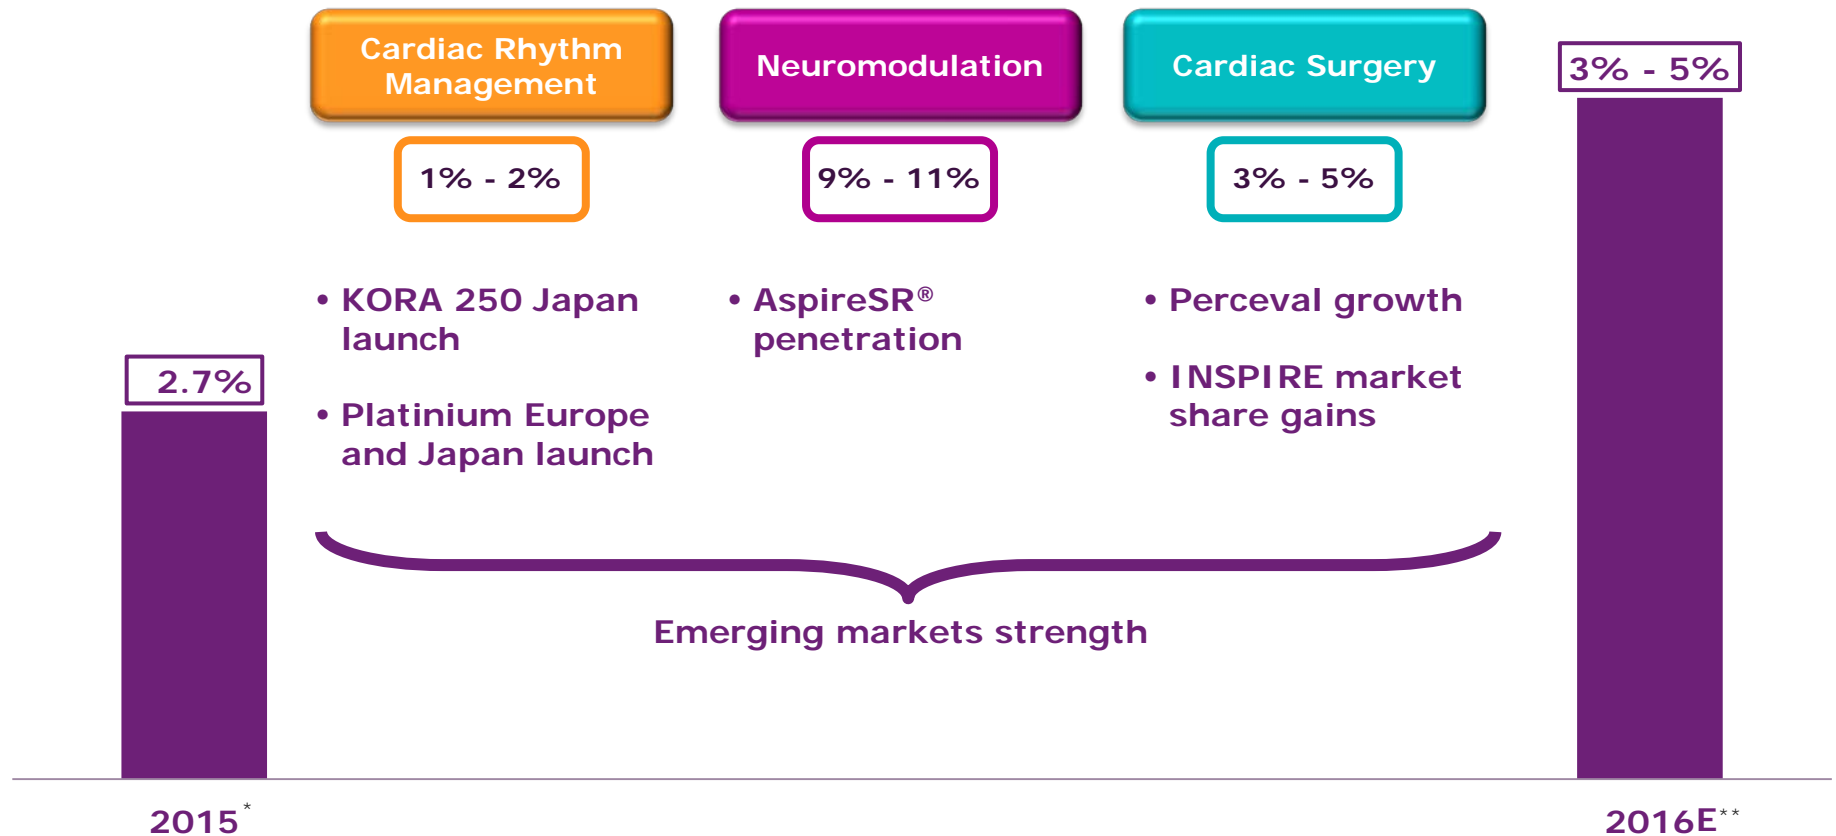 Cardiac Rhythm
Management
Neuromodulation
Cardiac Surgery
3% - 5%
1% - 2%
9% - 11%
3% - 5%
• KORA 250 Japan
launch
• Platinium Europe
and Japan launch
• AspireSR®
penetration
• Perceval growth
• INSPIRE market
share gains
2.7%
Emerging markets strength
2015*
2016E**